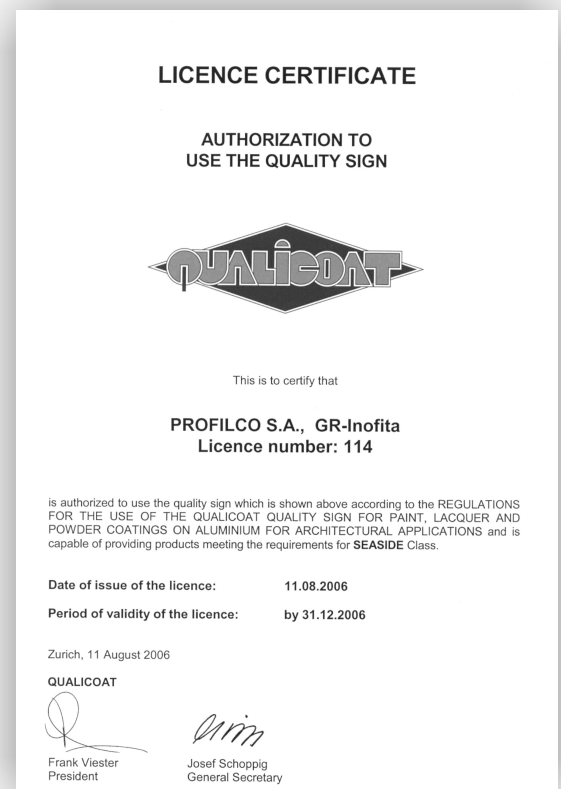 LICENCE CERTIFICATE
AUTHORIZATION TO
USE THE QUALITY SIGN
QUALICOAT
This is to certify that
PROFILCO S.A., GR-Inofita
Licence number: 114
is authorized to use the quality sign which is shown above according to the REGULATIONS
FOR THE USE OF THE QUALICOAT QUALITY SIGN FOR PAINT, LACQUER AND
POWDER COATINGS ON ALUMINIUM FOR ARCHITECTURAL APPLICATIONS and is
capable of providing products meeting the requirements for SEASIDE Class.
Date of issue of the licence: 11.08.2006
Period of validity of the licence: by 31.12.2006
Zurich, 11 August 2006
QUALICOAT
Frank Viester Josef Schoppig
President General Secretary